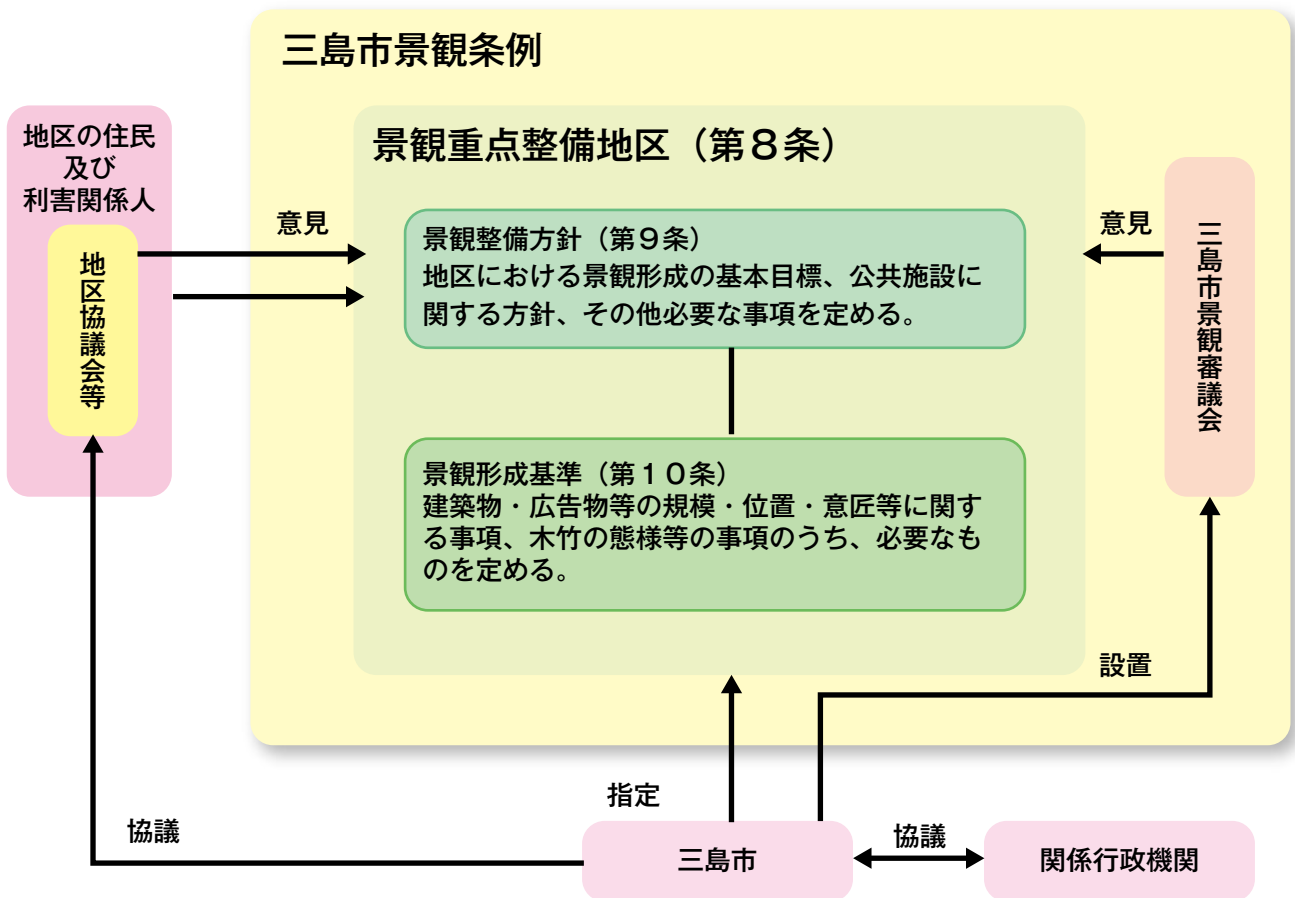 三島市景観条例
地区の住民
及び
利害関係人
地区協議会等
意見
景観重点整備地区（第８条）
景観整備方針（第９条）
地区における景観形成の基本目標、公共施設に
関する方針、その他必要な事項を定める。
景観形成基準（第１０条）
建築物・広告物等の規模・位置・意匠等に関す
る事項、木竹の態様等の事項のうち、必要なも
のを定める。
意見
三島市景観審議会
設置
指定
協議
三島市
協議
関係行政機関